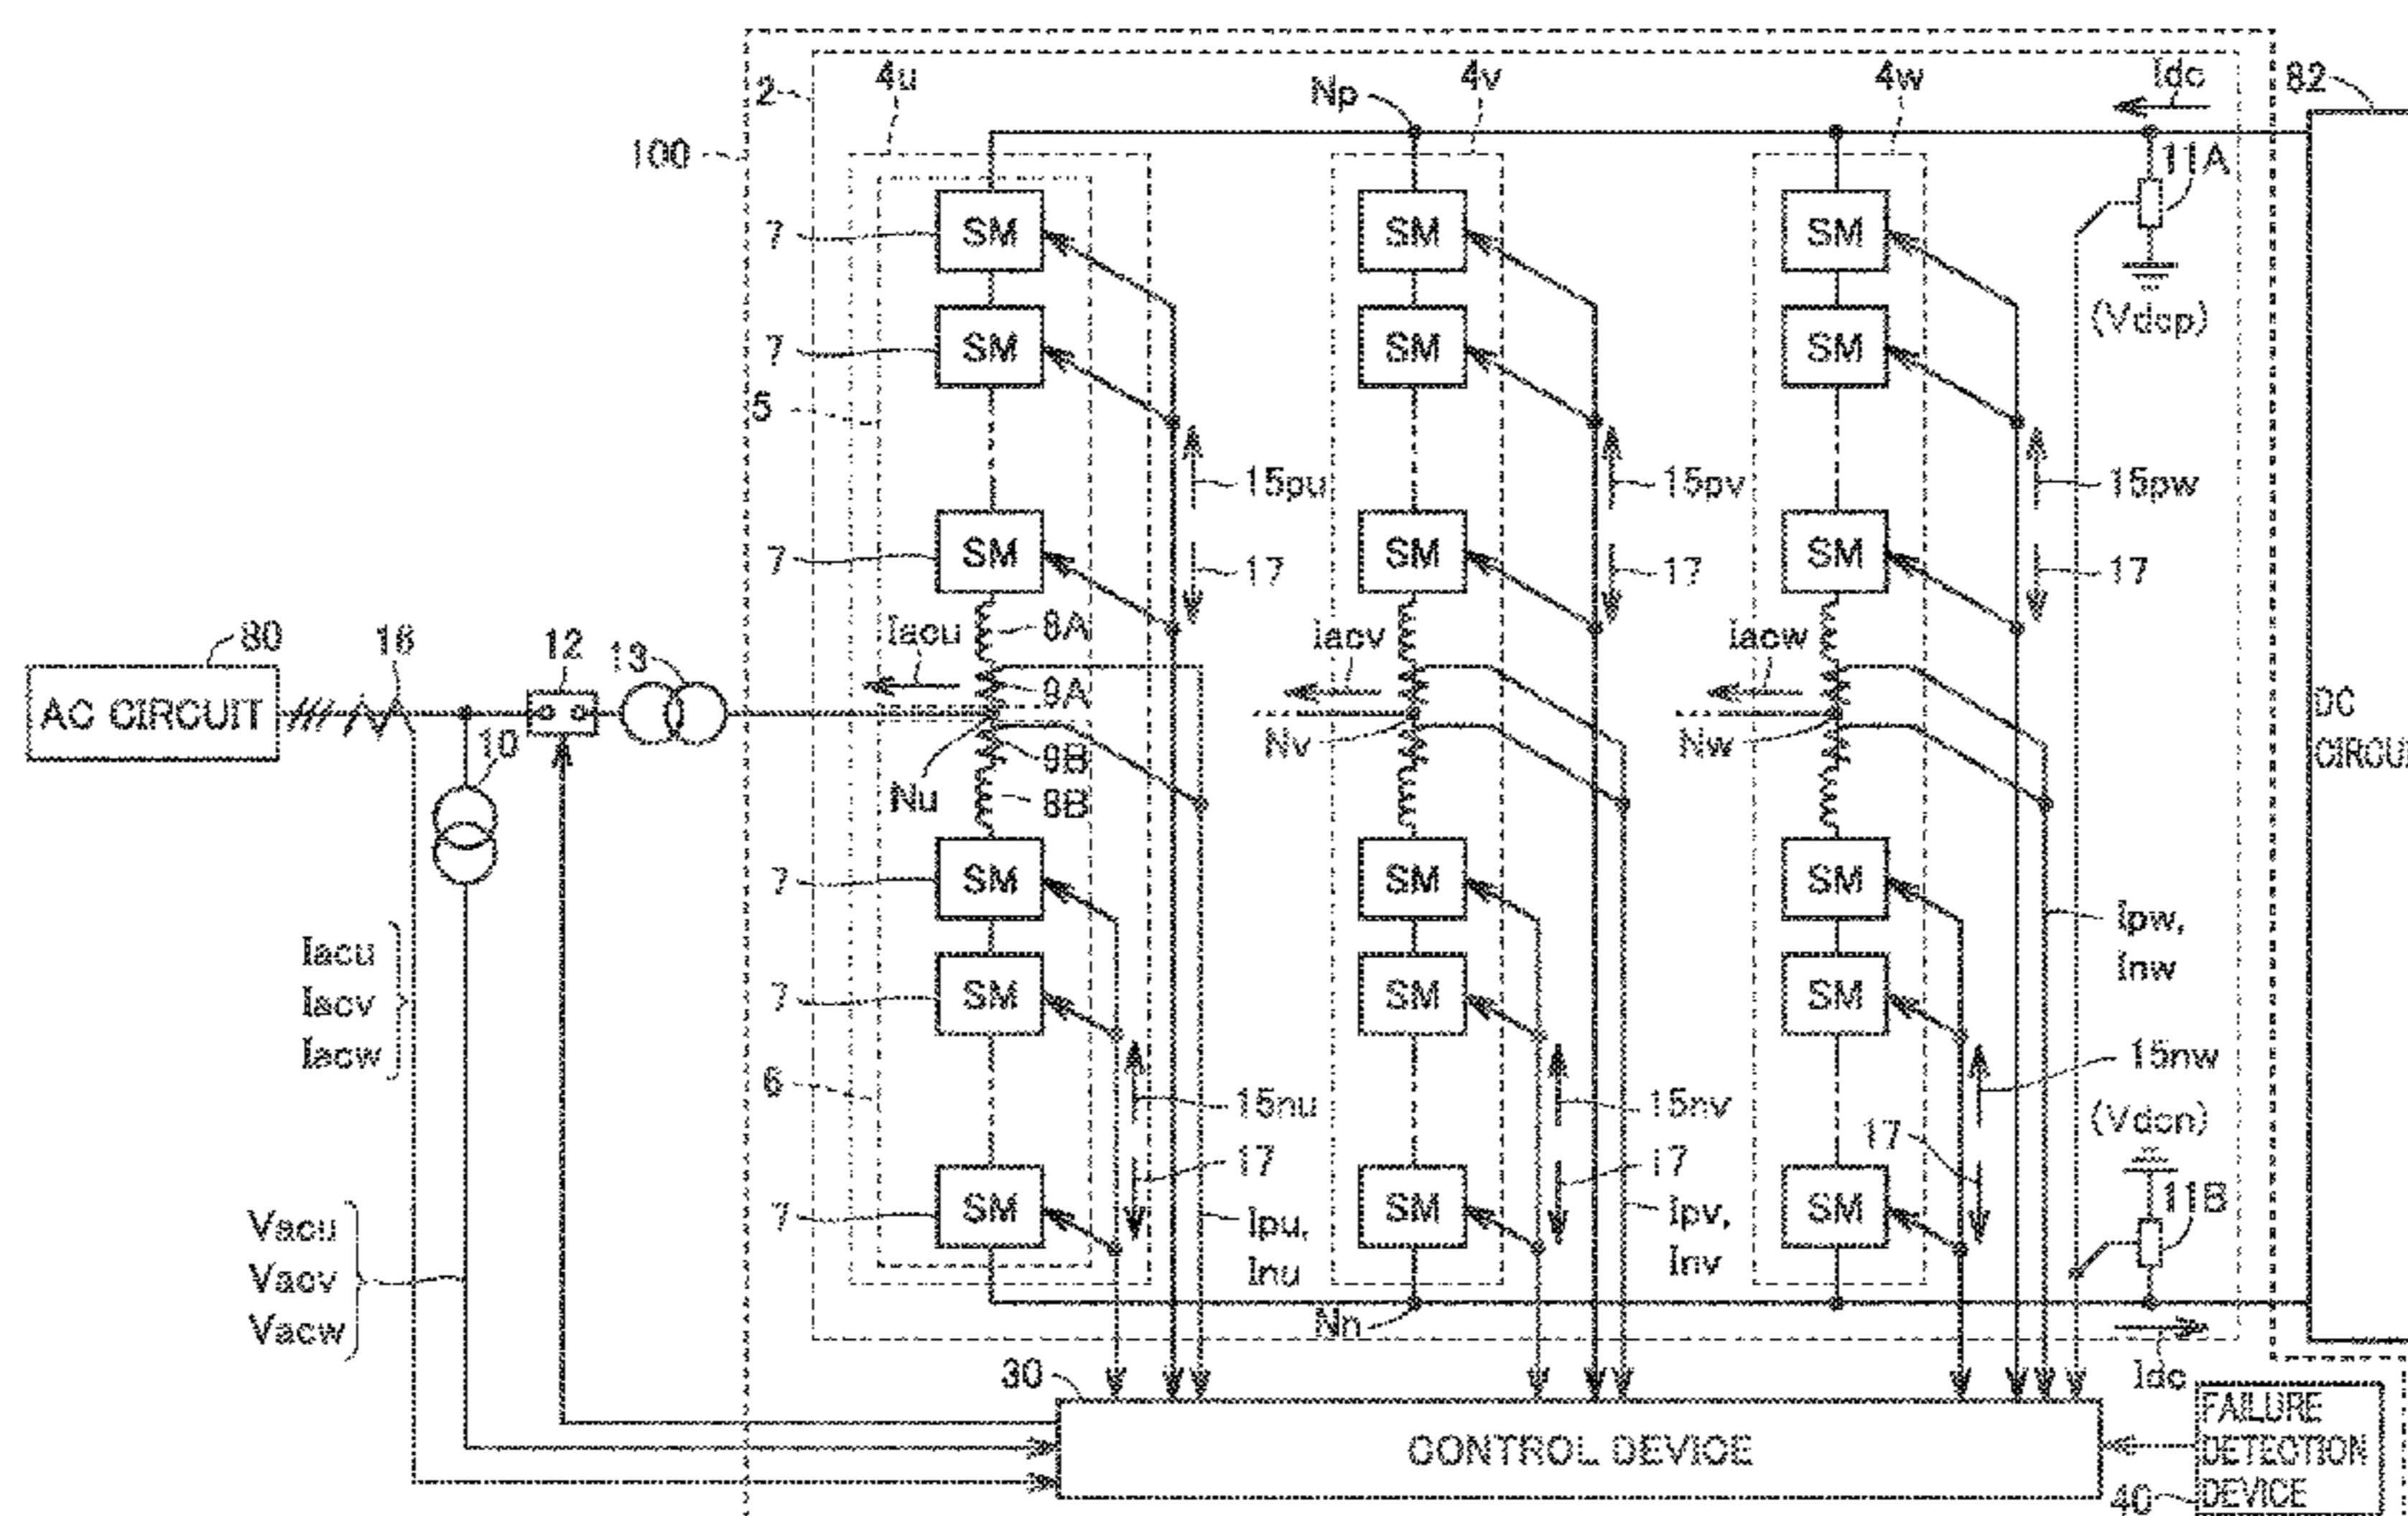 2
4u
Np
4v
4w
Idc
82
100
11A
7
SM
SM
SM
(Vdcp)
7
SM
SM
SM
5
15pu
15pv
15pw
7
SM
SM
SM
17
17
17
80
16
12
13
Iacu
8A
Iacv
Iacw
9A
AC CIRCUIT
DC
10
Nu
9B
Nv
Nw
8B
7
SM
SM
SM
Ipw,
Inw
Iacu
Iacv
Iacw
7
SM
SM
SM
6
15nu
15nv
15nw
(Vdcn)
17
17
17
11B
7
SM
SM
SM
Vacu
Vacv
Vacw
Ipu,
Inu
Ipv,
Inv
Nn
30
Idc
CONTROL DEVICE
FAILURE
DETECTION
DEVICE
40